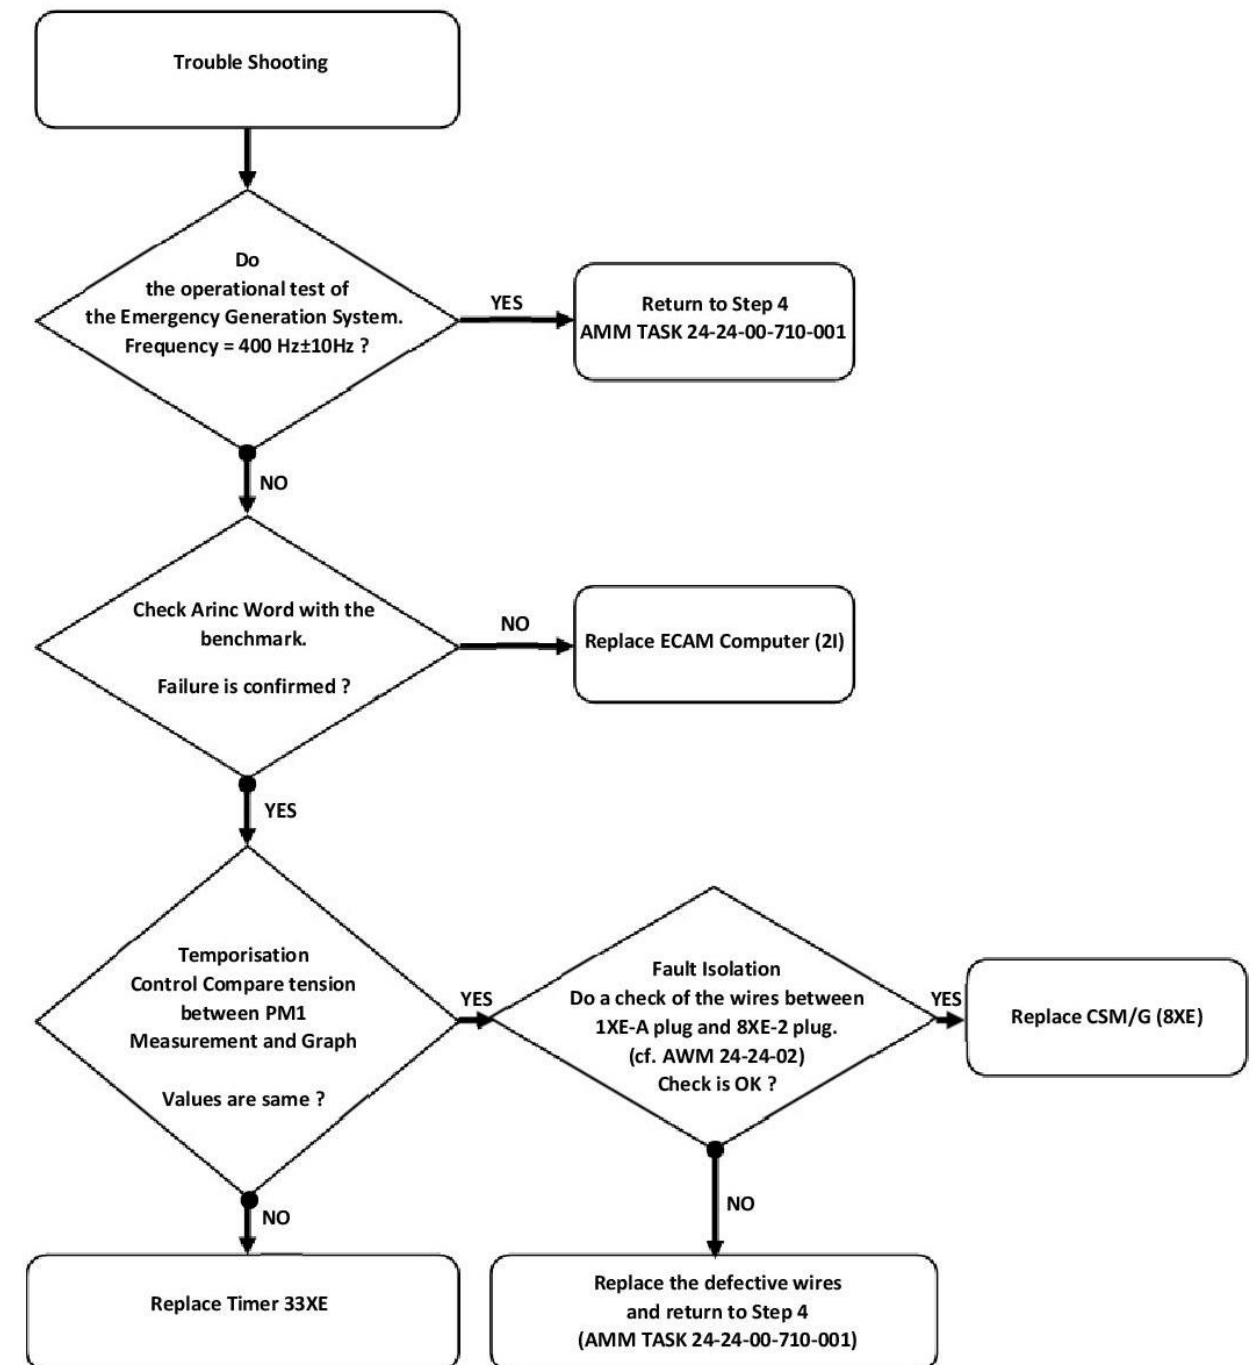 Trouble Shooting
Do
the operational test of
the Emergency Generation System.
Frequency = 400 Hz±10Hz ?
YES
Return to Step 4
AMM TASK 24-24-00-710-001
NO
Check Arinc Word with the
benchmark.
Failure is confirmed ?
NO
Replace ECAM Computer (2I)
YES
Temporisation
Control Compare tension
between PM1
Measurement and Graph
Values are same ?
YES
Fault Isolation
Do a check of the wires between
1XE-A plug and 8XE-2 plug.
(cf. AWM 24-24-02)
Check is OK ?
YES
Replace CSM/G (8XE)
NO
Replace Timer 33XE
NO
Replace the defective wires
and return to Step 4
(AMM TASK 24-24-00-710-001)